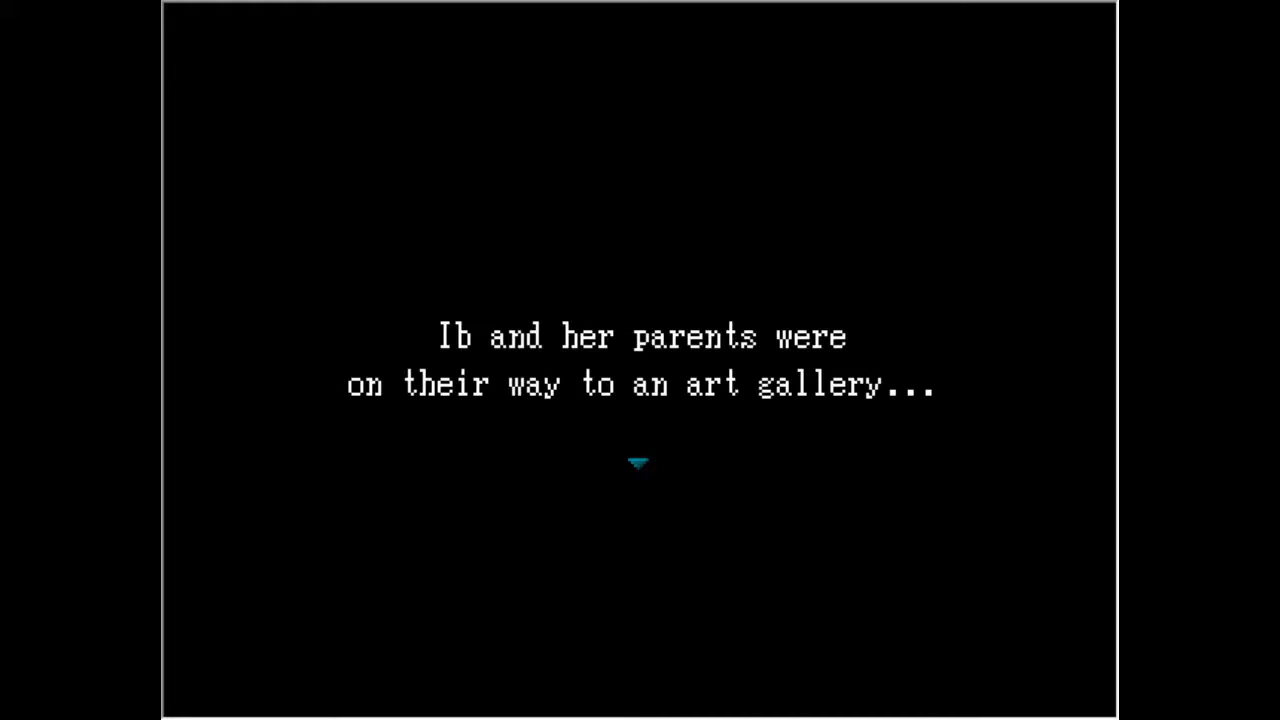 Ib and her parents were
on their way to an art gallery...